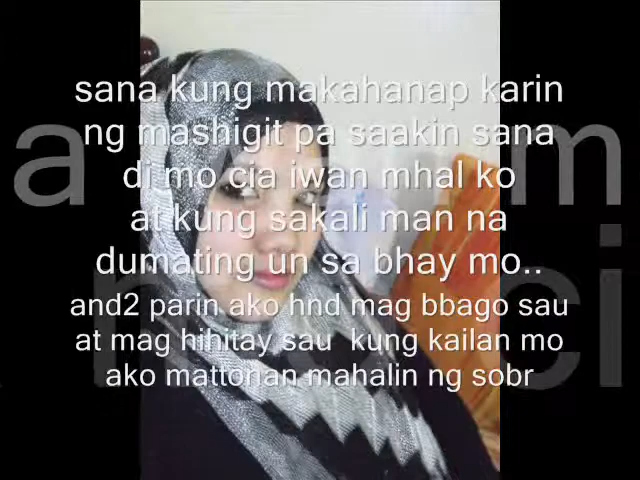 sana kung makahanap karin
ng mashigit pa saakin sana
di mo cia iwan mhal ko
at kung sakali man na
dumating un sa bhay mo..
and2 parin ako hnd mag bbago sau
at mag hihitay sau kung kailan mo
ako mattonan mahalin ng sobr